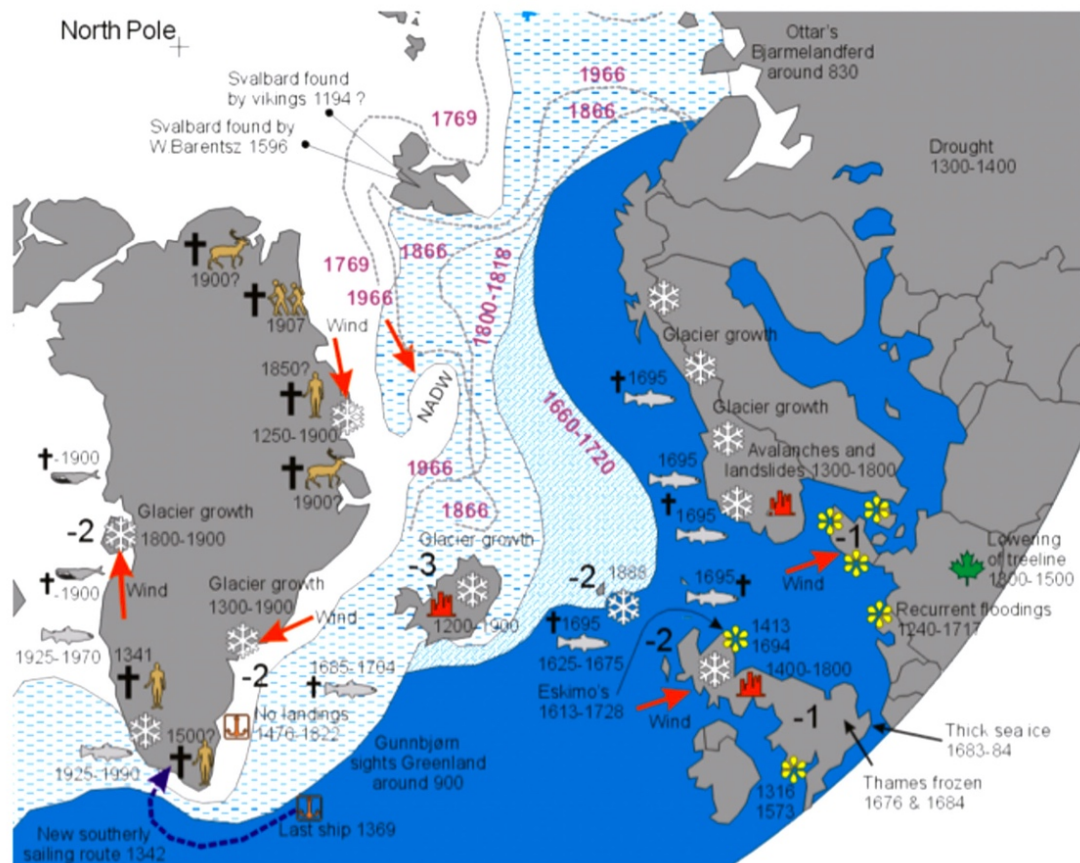 North Pole
Ottar's
Bjarmelandferd
around 830
Svalbard found
by vikings 1194 ?
Svalbard found by
W.Barentsz 1596
1966
1866
1769
Drought
1300-1400
1900?
1769
1866
1800-1818
1966
1907
Wind
Glacier growth
1850?
NADW
1695
1660-1720
1250-1900
Glacier growth
Avalanches and
landslides 1300-1800
-1900
1966
1695
1900?
1866
Glacier growth
1800-1900
-2
1695
-1
Glacier growth
-3
Lowering
of treeline
1300-1500
Wind
-1900
Wind
Glacier growth
1300-1900
Wind
-2
1888
1695
1200-1900
Recurrent floodings
1240-1717
1925-1970
1695
1625-1675
1413
1694
-2
1341
-2
1685-1704
1400-1800
Eskimo's
1613-1728
Wind
-1
No landings
1476-1822
1500?
Thick sea ice
1683-84
Gunnbjørn
sights Greenland
around 900
1925-1990
Thames frozen
1676 & 1684
1316
1573
Last ship 1369
New southerly
sailing route 1342